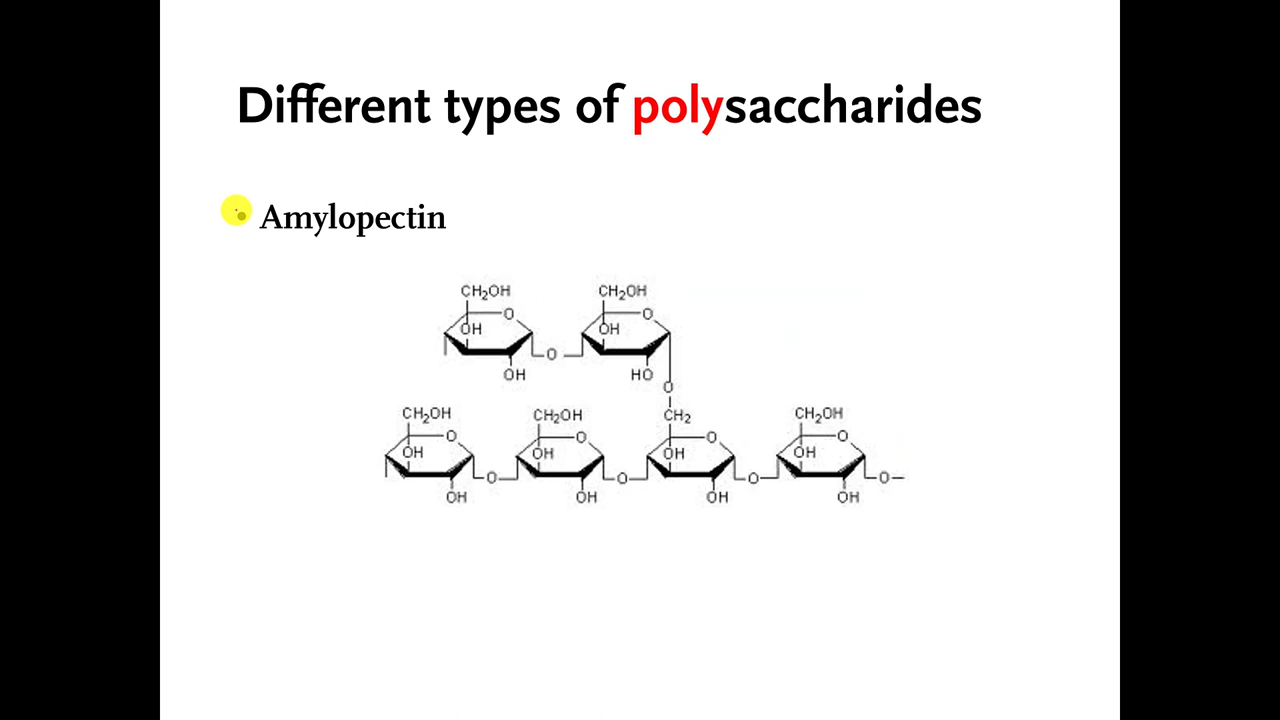 Different types of polysaccharides
Amylopectin
CH₂OH CH₂OH
O O
OH OH
O
OH HO
O
CH₂OH CH₂OH CH₂ CH₂OH
O O O O
OH OH OH OH
O O O O
OH OH OH OH